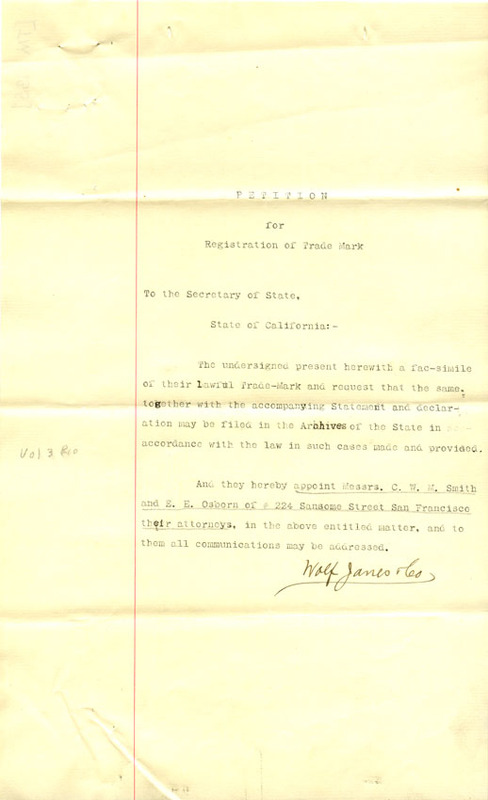 PETITION
for
Registration of Trade Mark
To the Secretary of State,
State of California:-
The undersigned present herewith a fac-simile
of their lawful Trade-Mark and request that the same,
together with the accompanying Statement and declar-
ation may be filed in the Archives of the State in
accordance with the law in such cases made and provided.
Vol 3
And they hereby appoint Messrs. C. W. M. Smith
and E. E. Osborn of # 224 Sansome Street San Francisco
their attorneys, in the above entitled matter, and to
them all communications may be addressed.
Wolf Janes & Co